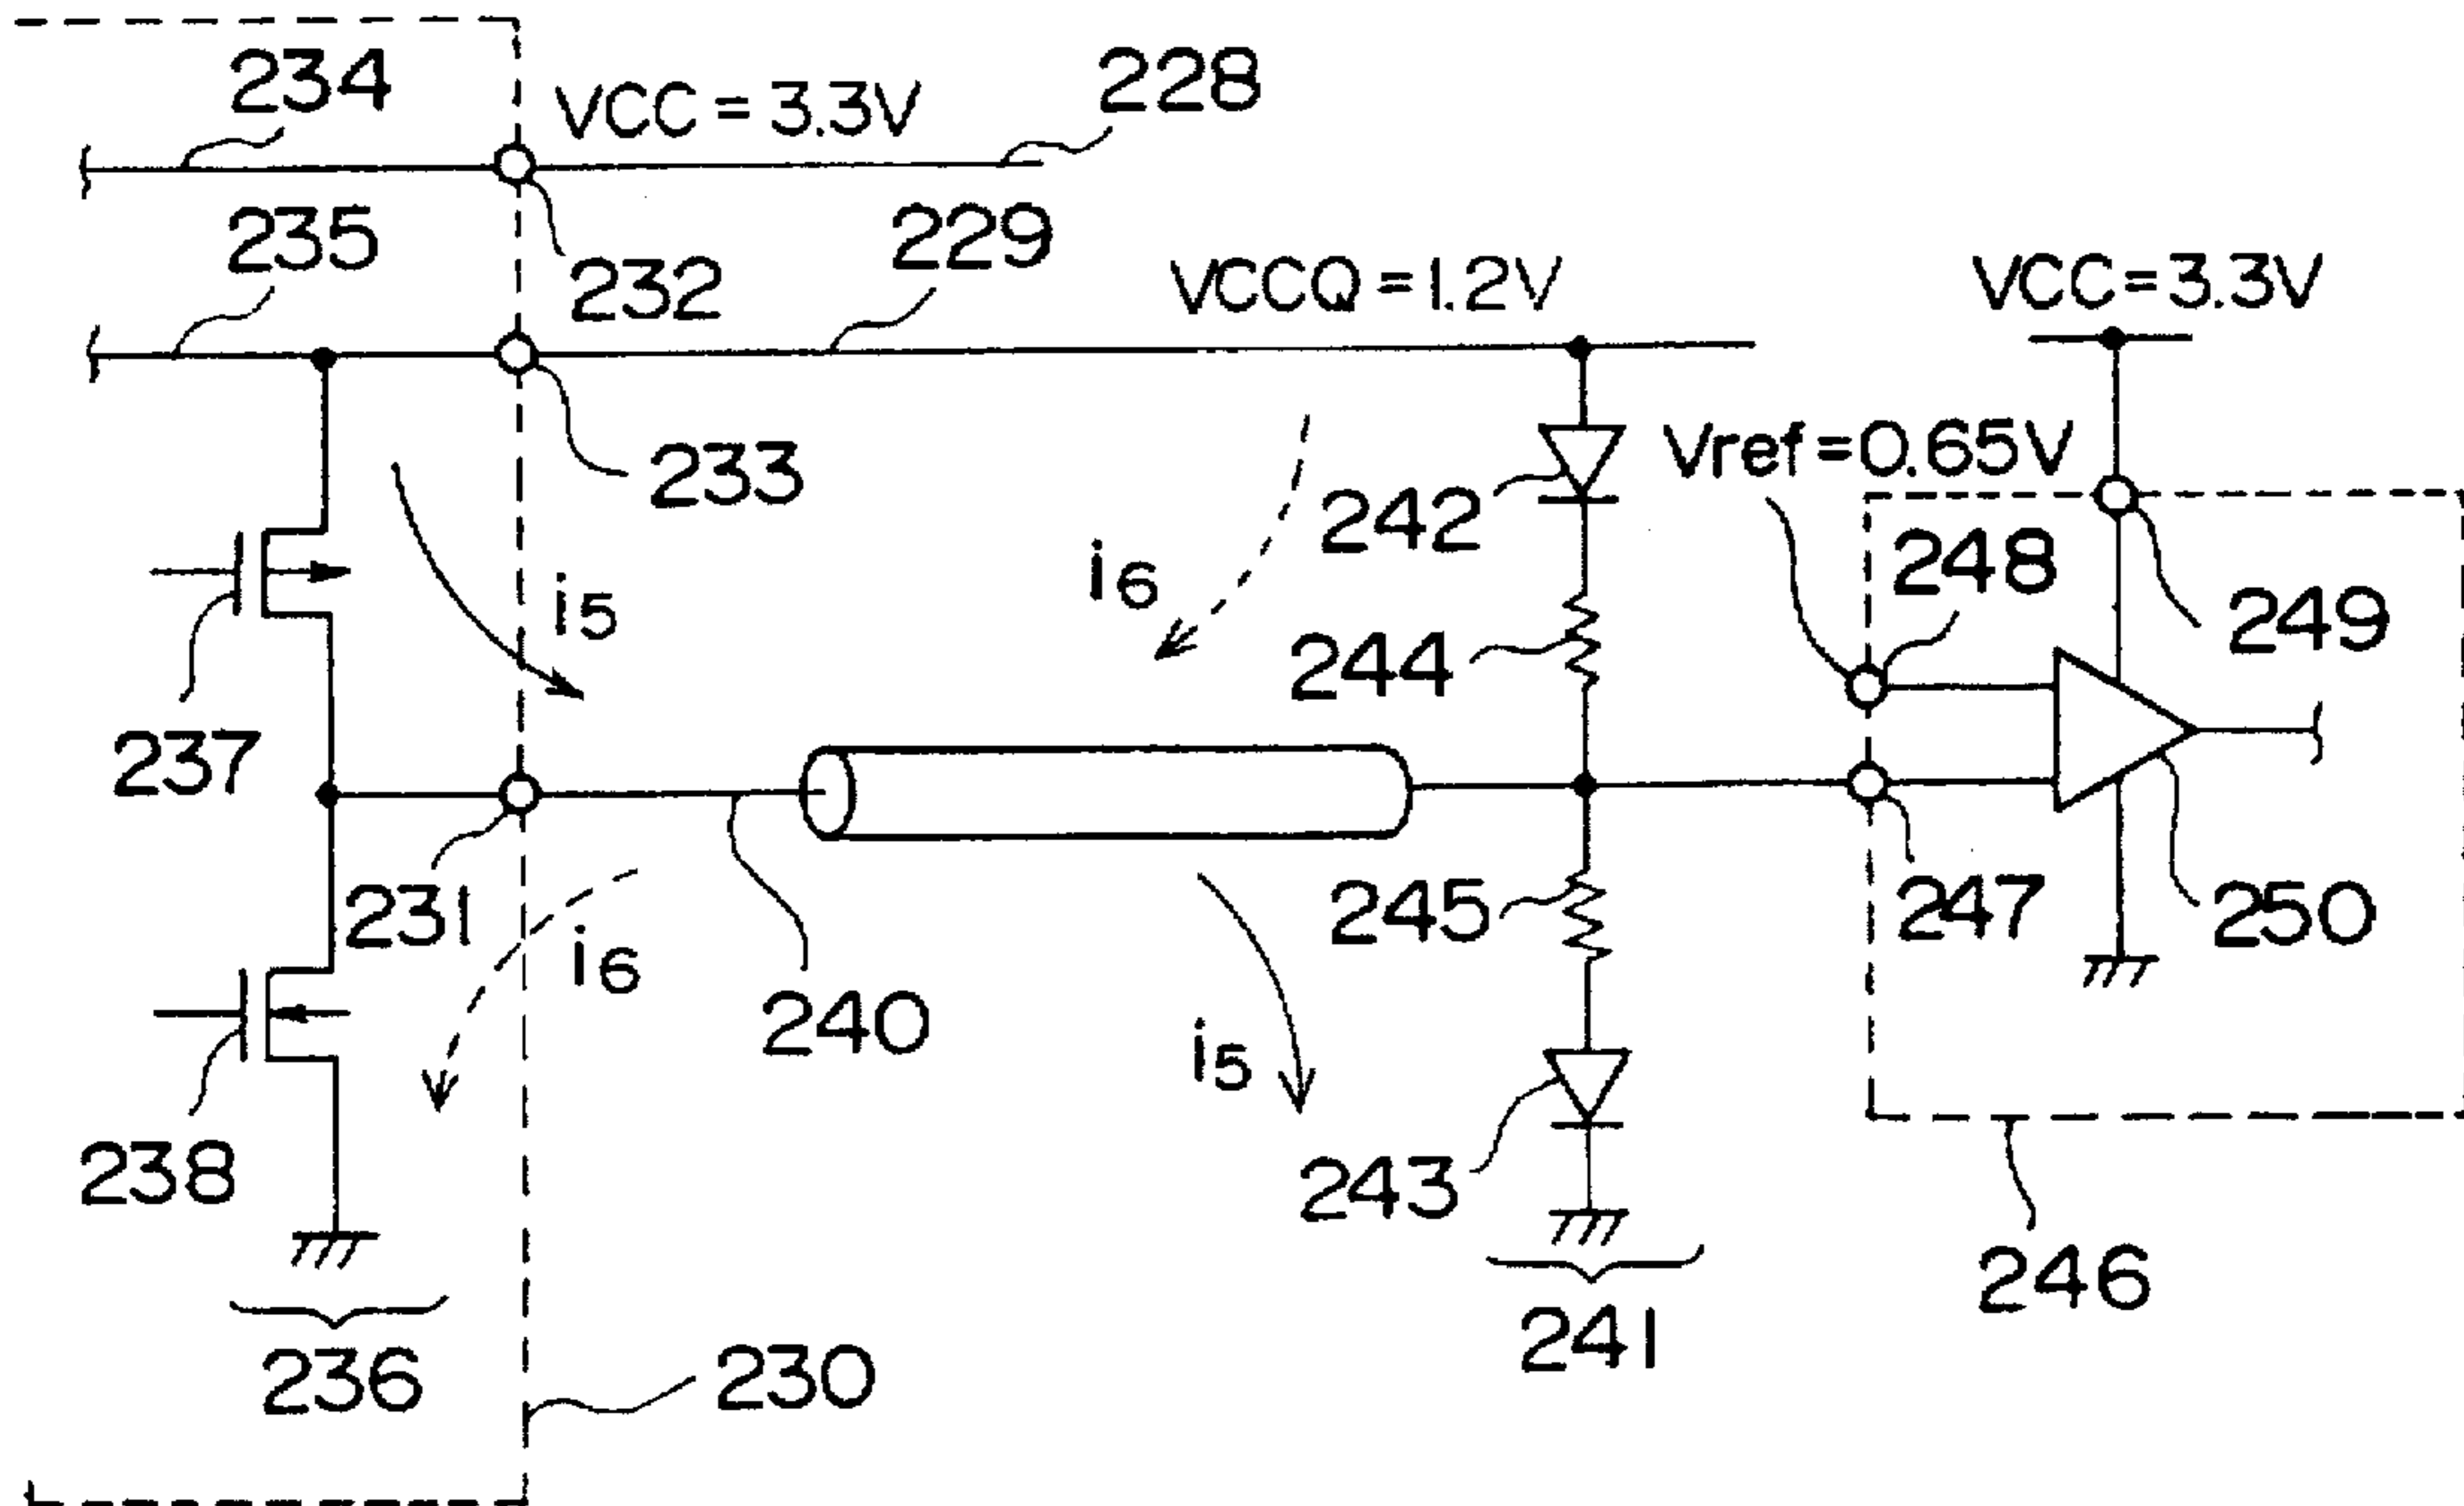 234
VCC = 3.3V
228
235
232
229
VCCQ = 1.2V
VCC = 3.3V
233
242
Vref = 0.65V
248
249
i5
i6
244
237
231
i6
240
245
247
250
i5
238
243
246
236
230
241